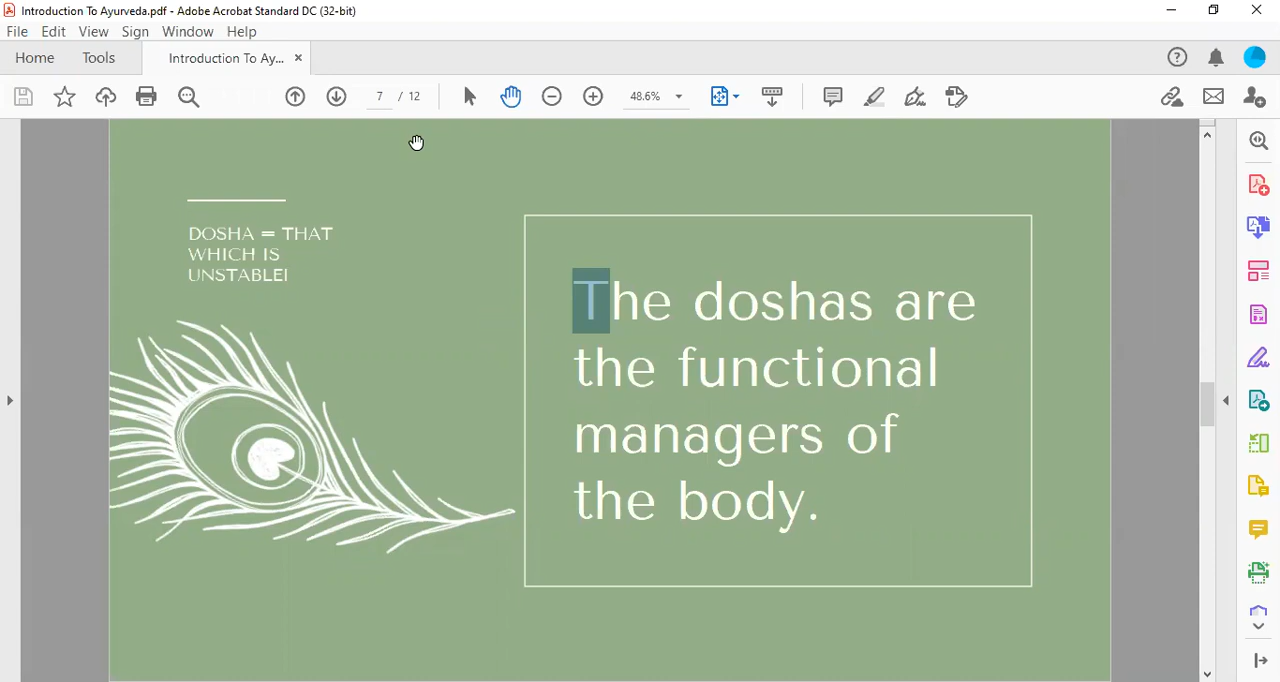 Introduction To Ayurveda.pdf - Adobe Acrobat Standard DC (32-bit)
File Edit View Sign Window Help
Home Tools Introduction To Ay... ×
7 / 12 48.6%
DOSHA = THAT
WHICH IS
UNSTABLE!
The doshas are
the functional
managers of
the body.